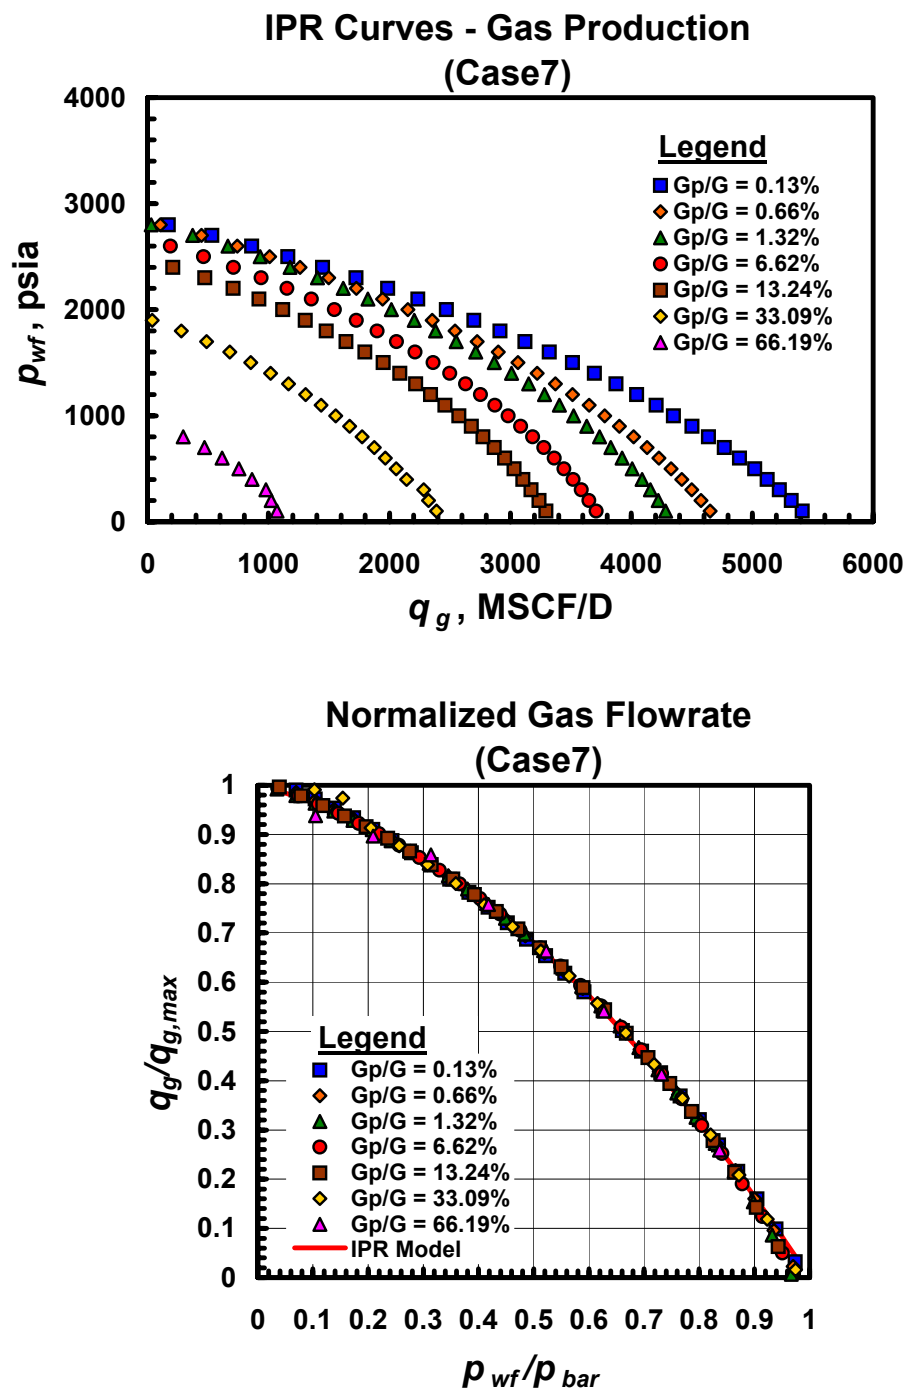 IPR Curves - Gas Production
(Case7)
4000
3000
2000
1000
0
p wf, psia
Legend
Gp/G = 0.13%
Gp/G = 0.66%
Gp/G = 1.32%
Gp/G = 6.62%
Gp/G = 13.24%
Gp/G = 33.09%
Gp/G = 66.19%
0 1000 2000 3000 4000 5000 6000
q g , MSCF/D
Normalized Gas Flowrate
(Case7)
1
0.9
0.8
0.7
0.6
0.5
0.4
0.3
0.2
0.1
0
q g/q g,max
Legend
Gp/G = 0.13%
Gp/G = 0.66%
Gp/G = 1.32%
Gp/G = 6.62%
Gp/G = 13.24%
Gp/G = 33.09%
Gp/G = 66.19%
IPR Model
0 0.1 0.2 0.3 0.4 0.5 0.6 0.7 0.8 0.9 1
p wf /p bar